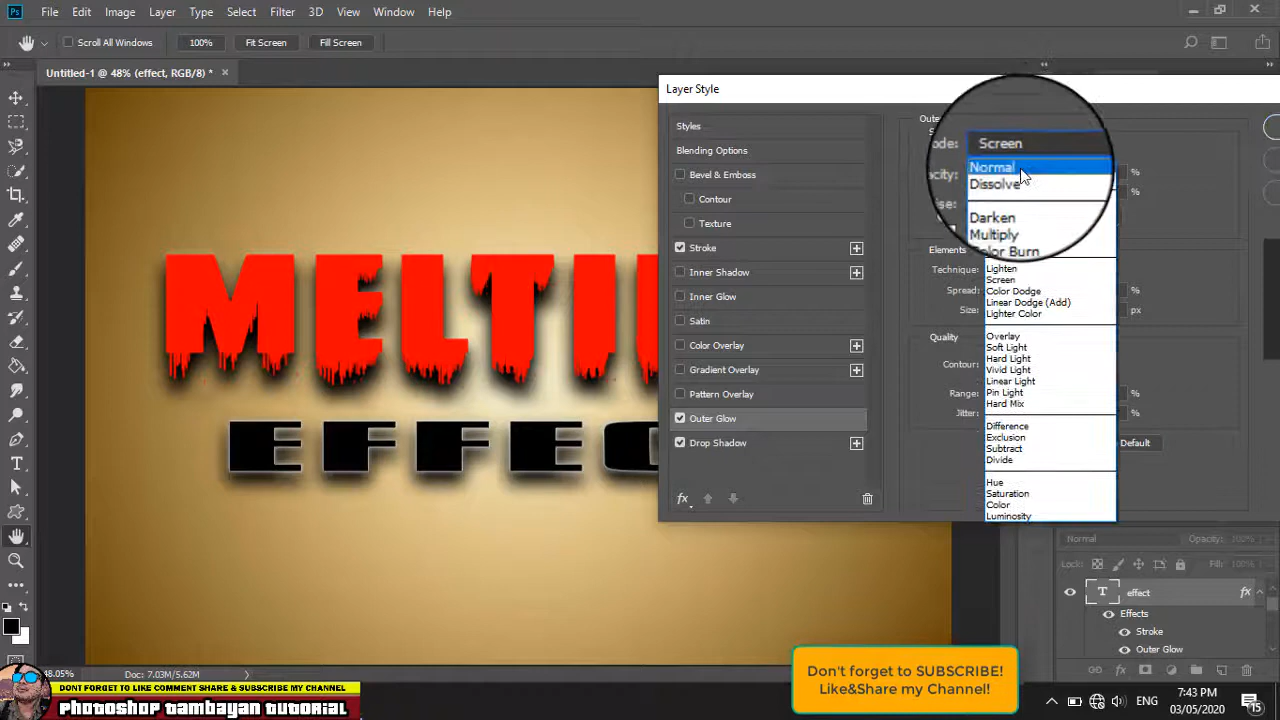 Ps File Edit Image Layer Type Select Filter 3D View Window Help
Scroll All Windows 100% Fit Screen Fill Screen
Untitled-1 @ 48% (effect, RGB/8) * ×
Layer Style
Styles
Blending Options
Bevel & Emboss
Contour
Texture
Stroke
Inner Shadow
Inner Glow
Satin
Color Overlay
Gradient Overlay
Pattern Overlay
Outer Glow
Drop Shadow
fx
Screen
Normal
Dissolve
Darken
Multiply
Color Burn
Lighten
Screen
Color Dodge
Linear Dodge (Add)
Lighter Color
Overlay
Soft Light
Hard Light
Vivid Light
Linear Light
Pin Light
Hard Mix
Difference
Exclusion
Subtract
Divide
Hue
Saturation
Color
Luminosity
%
%
Elements
Technique:
Spread: %
Size: px
Quality
Contour:
Range: %
Jitter: %
Default
MELTI
EFFEC
Normal Opacity: 100%
Lock: Fill: 100%
T effect fx
Effects
Stroke
Outer Glow
48.05% Doc: 7.03M/5.62M
Don't forget to SUBSCRIBE!
Like&Share my Channel!
DONT FORGET TO LIKE COMMENT SHARE & SUBSCRIBE MY CHANNEL
PHOTOSHOP TAMBAYAN TUTORIAL
ENG
7:43 PM
03/05/2020
15